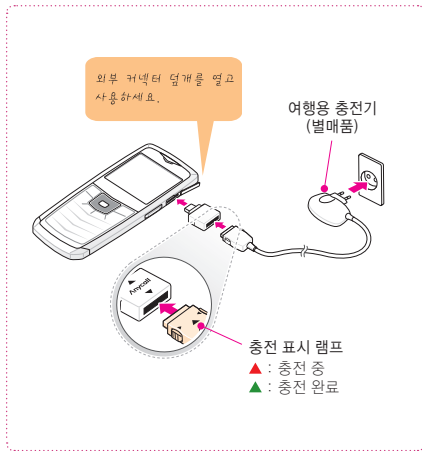 외부 커넥터 덮개를 열고
사용하세요.
여행용 충전기
(별매품)
Anycall
충전 표시 램프
▲ : 충전 중
▲ : 충전 완료